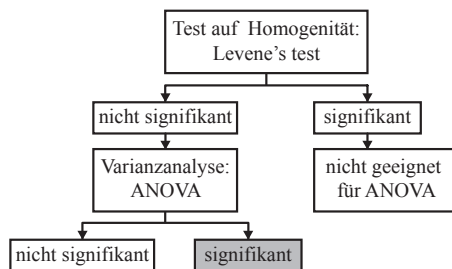 Test auf Homogenität:
Levene's test
nicht signifikant
signifikant
Varianzanalyse:
ANOVA
nicht geeignet
für ANOVA
nicht signifikant
signifikant